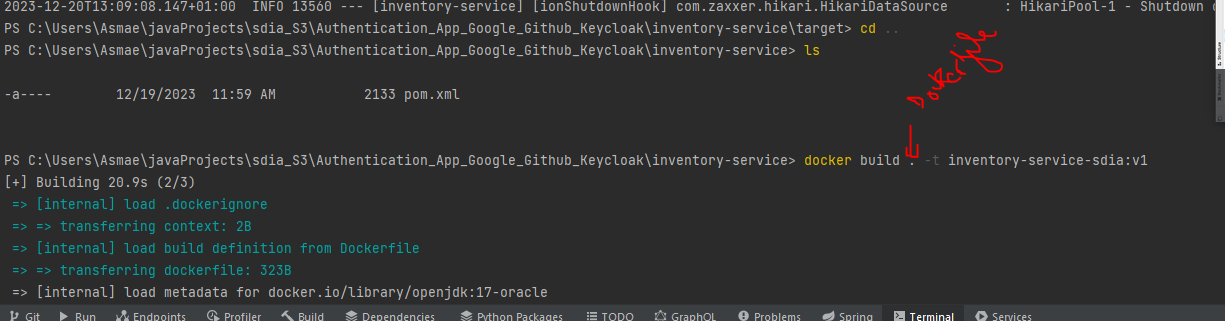 2023-12-20T13:09:08.147+01:00  INFO 13560 --- [inventory-service] [ionShutdownHook] com.zaxxer.hikari.HikariDataSource       : HikariPool-1 - Shutdown
PS C:\Users\Asmae\javaProjects\sdia_S3\Authentication_App_Google_Github_Keycloak\inventory-service\target> cd ..
PS C:\Users\Asmae\javaProjects\sdia_S3\Authentication_App_Google_Github_Keycloak\inventory-service> ls
Dockerfile
-a----        12/19/2023  11:59 AM           2133 pom.xml
PS C:\Users\Asmae\javaProjects\sdia_S3\Authentication_App_Google_Github_Keycloak\inventory-service> docker build . -t inventory-service-sdia:v1
[+] Building 20.9s (2/3)
=> [internal] load .dockerignore
=> => transferring context: 2B
=> [internal] load build definition from Dockerfile
=> => transferring dockerfile: 323B
=> [internal] load metadata for docker.io/library/openjdk:17-oracle
Git Run Endpoints Profiler Build Dependencies Python Packages TODO GraphQL Problems Spring Terminal Services
Structure